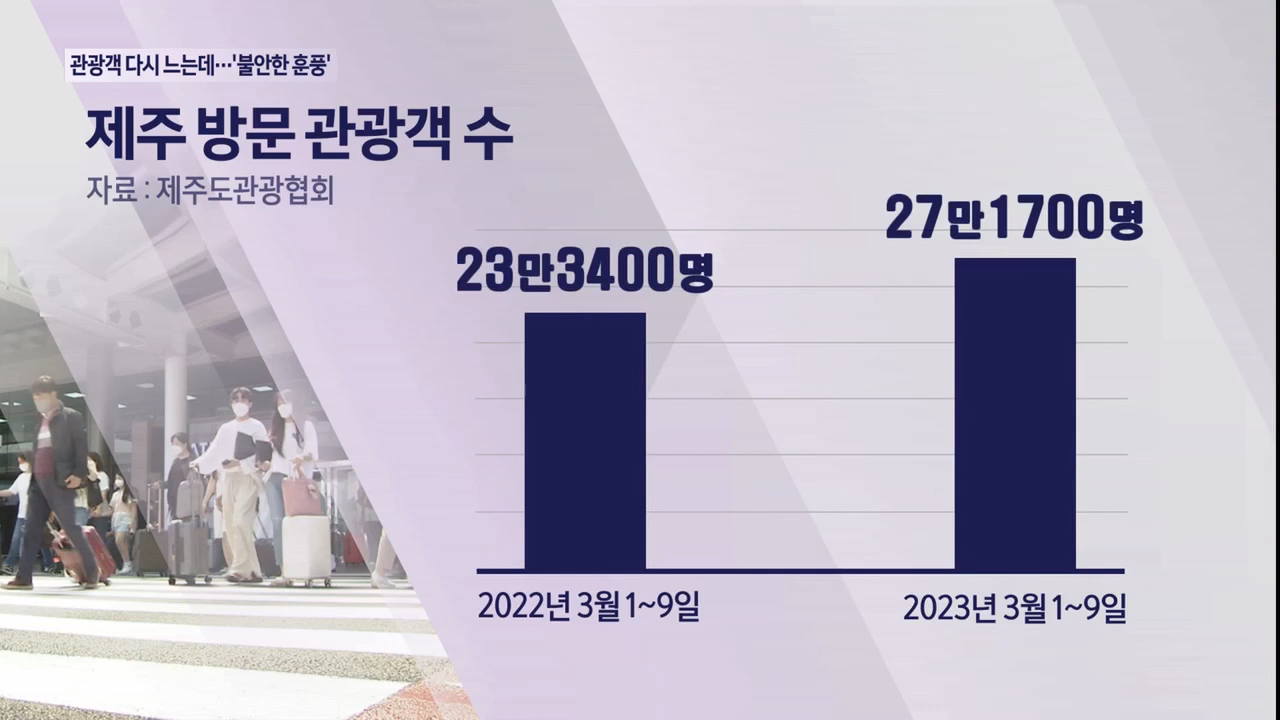 관광객 다시 느는데…'불안한 훈풍'
제주 방문 관광객 수
자료 : 제주도관광협회
23만3400명
27만1700명
2022년 3월 1~9일
2023년 3월 1~9일